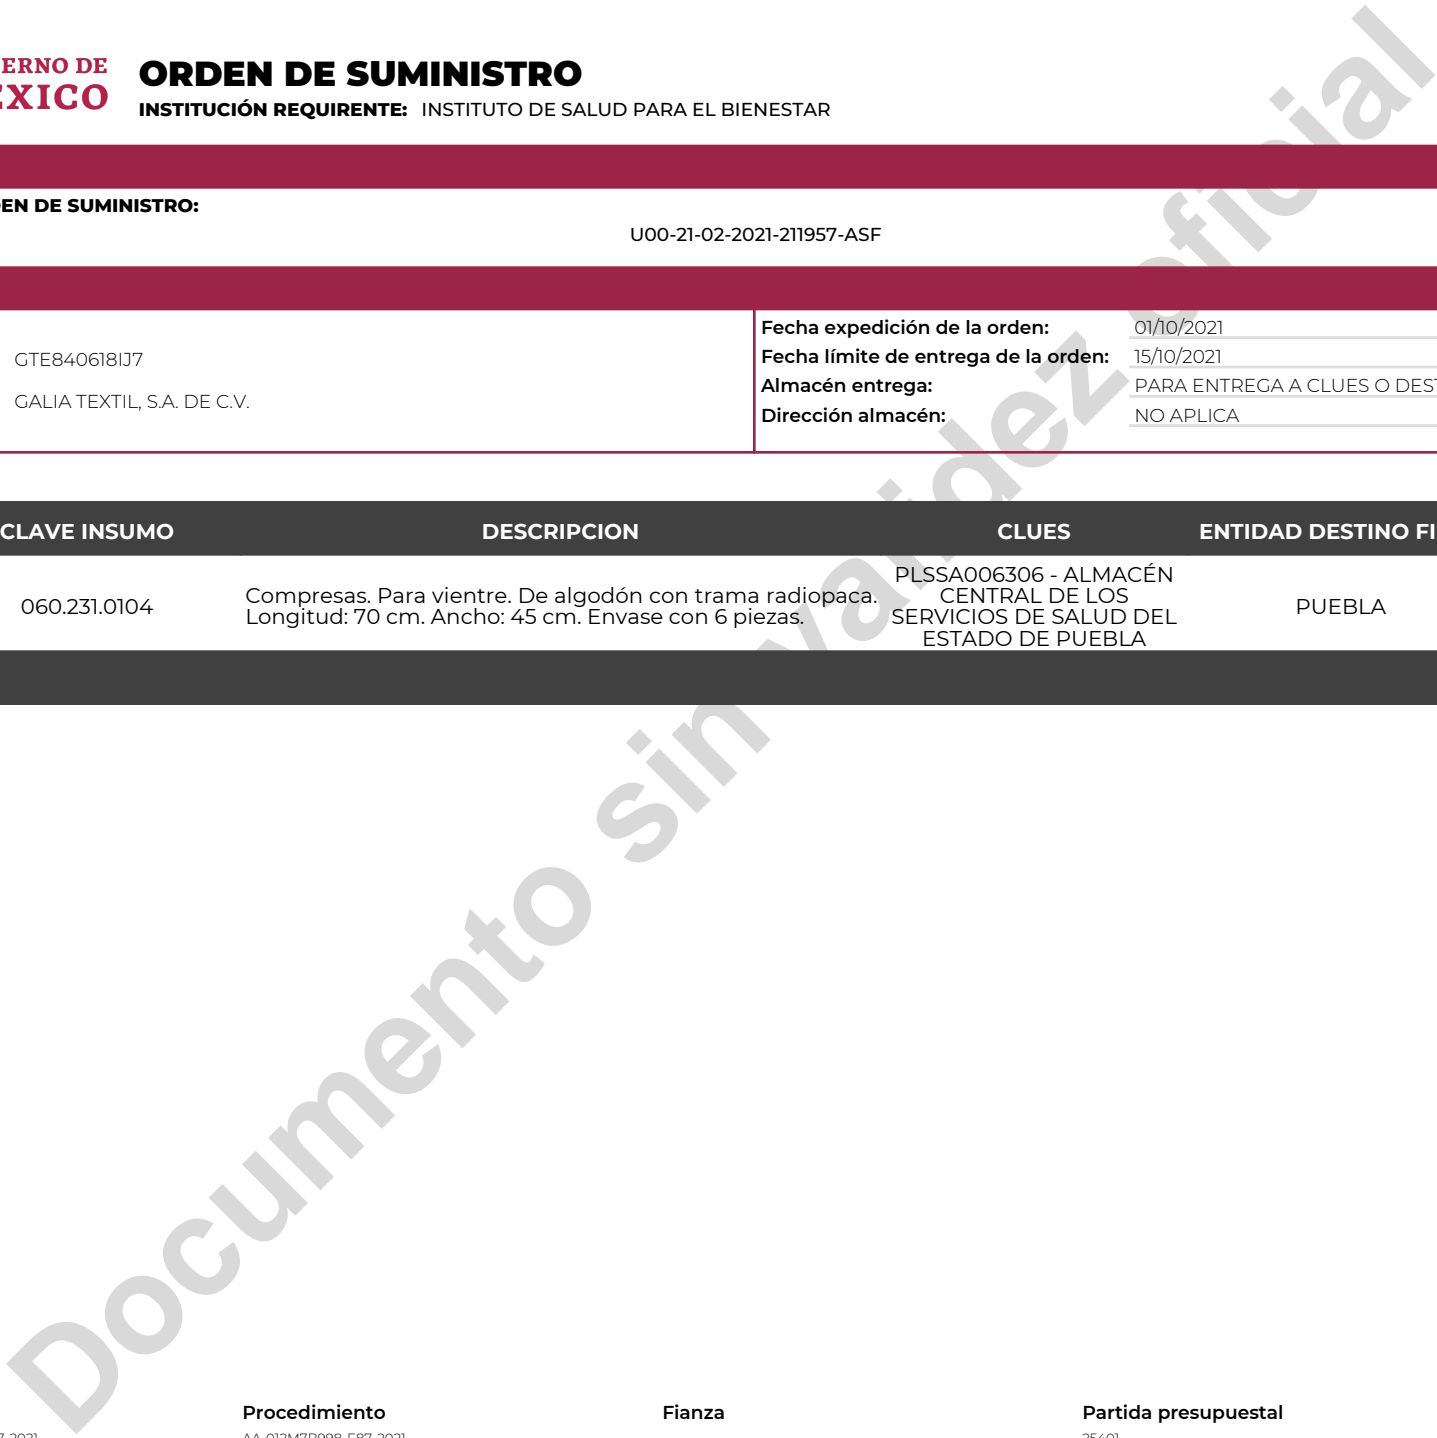 ERNO DE
EXICO
ORDEN DE SUMINISTRO
INSTITUCIÓN REQUIRENTE: INSTITUTO DE SALUD PARA EL BIENESTAR
EN DE SUMINISTRO:
U00-21-02-2021-211957-ASF
GTE840618IJ7
GALIA TEXTIL, S.A. DE C.V.
Fecha expedición de la orden: 01/10/2021
Fecha límite de entrega de la orden: 15/10/2021
Almacén entrega: PARA ENTREGA A CLUES O DEST
Dirección almacén: NO APLICA
CLAVE INSUMO DESCRIPCION CLUES ENTIDAD DESTINO FI
060.231.0104
Compresas. Para vientre. De algodón con trama radiopaca.
Longitud: 70 cm. Ancho: 45 cm. Envase con 6 piezas.
PLSSA006306 - ALMACÉN
CENTRAL DE LOS
SERVICIOS DE SALUD DEL
ESTADO DE PUEBLA
PUEBLA
Documento sin validez oficial
Procedimiento Fianza Partida presupuestal